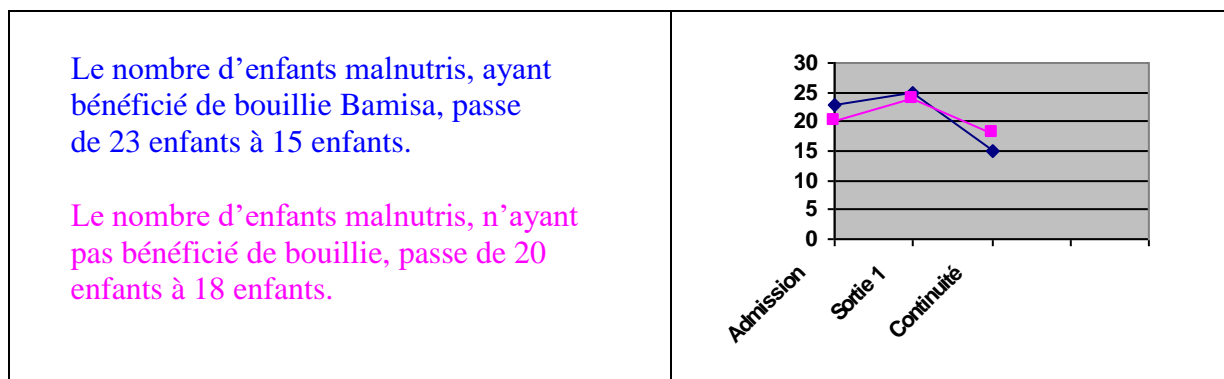 Le nombre d’enfants malnutris, ayant
bénéficié de bouillie Bamisa, passe
de 23 enfants à 15 enfants.
Le nombre d’enfants malnutris, n’ayant
pas bénéficié de bouillie, passe de 20
enfants à 18 enfants.
30
25
20
15
10
5
0
Admission
Sortie 1
Continuité